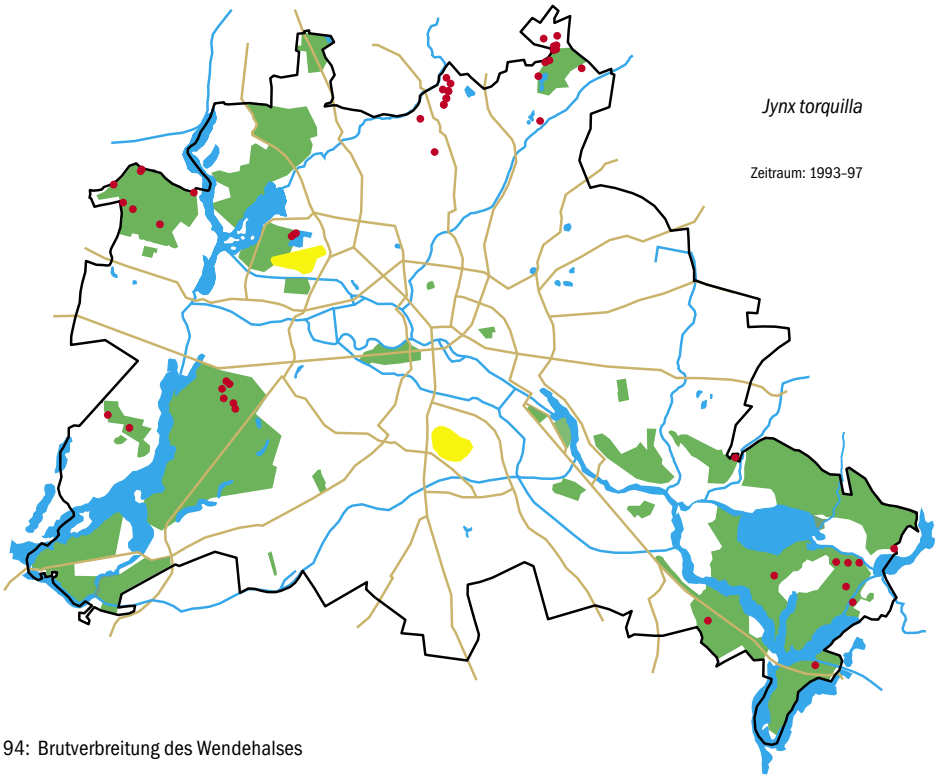 Jynx torquilla
Zeitraum: 1993–97
94: Brutverbreitung des Wendehalses